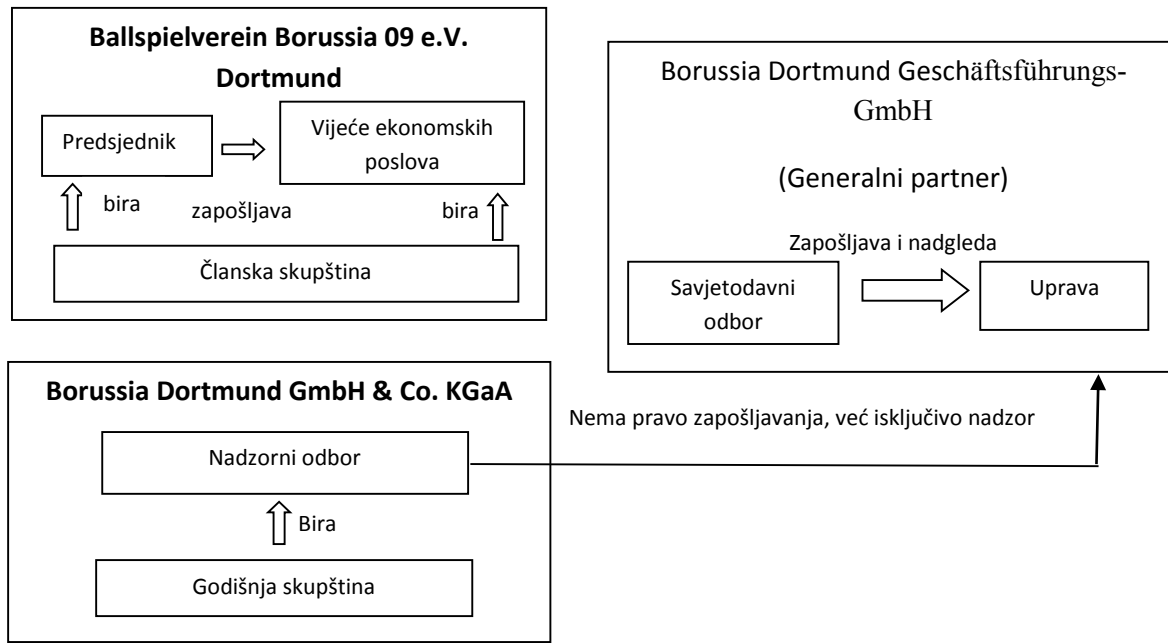 Ballspielverein Borussia 09 e.V.
Dortmund
Predsjednik
Vijeće ekonomskih
poslova
bira
zapošljava
bira
Članska skupština
Borussia Dortmund Geschäftsführungs-
GmbH
(Generalni partner)
Zapošljava i nadgleda
Savjetodavni
odbor
Uprava
Borussia Dortmund GmbH & Co. KGaA
Nadzorni odbor
Bira
Godišnja skupština
Nema pravo zapošljavanja, već isključivo nadzor